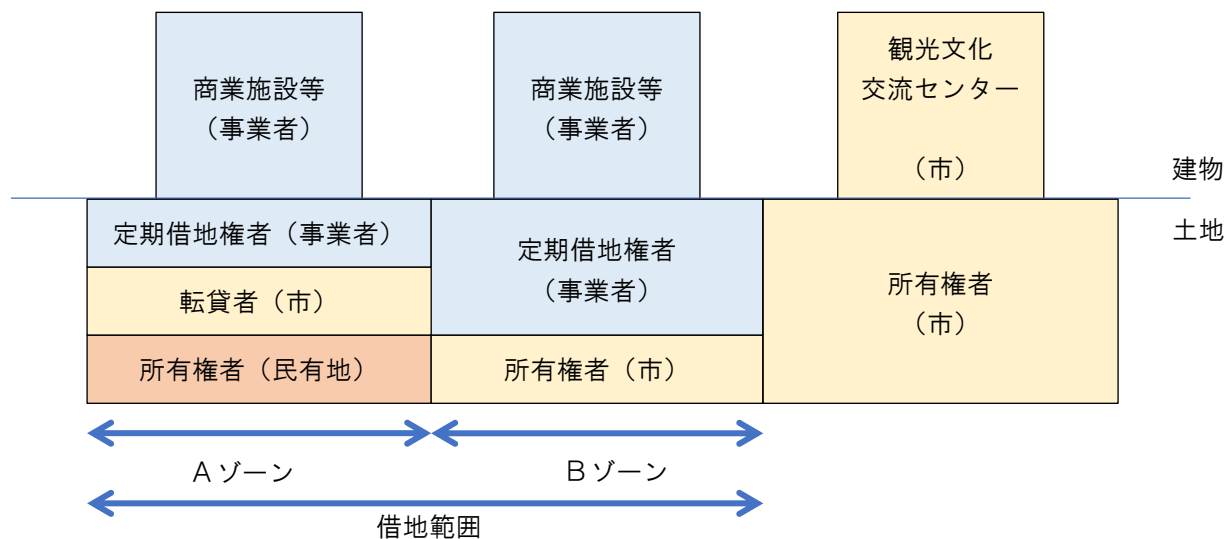 商業施設等
（事業者）
商業施設等
（事業者）
観光文化
交流センター
（市）
建物
土地
定期借地権者（事業者）
転貸者（市）
所有権者（民有地）
定期借地権者
（事業者）
所有権者（市）
所有権者
（市）
Ａゾーン
Ｂゾーン
借地範囲